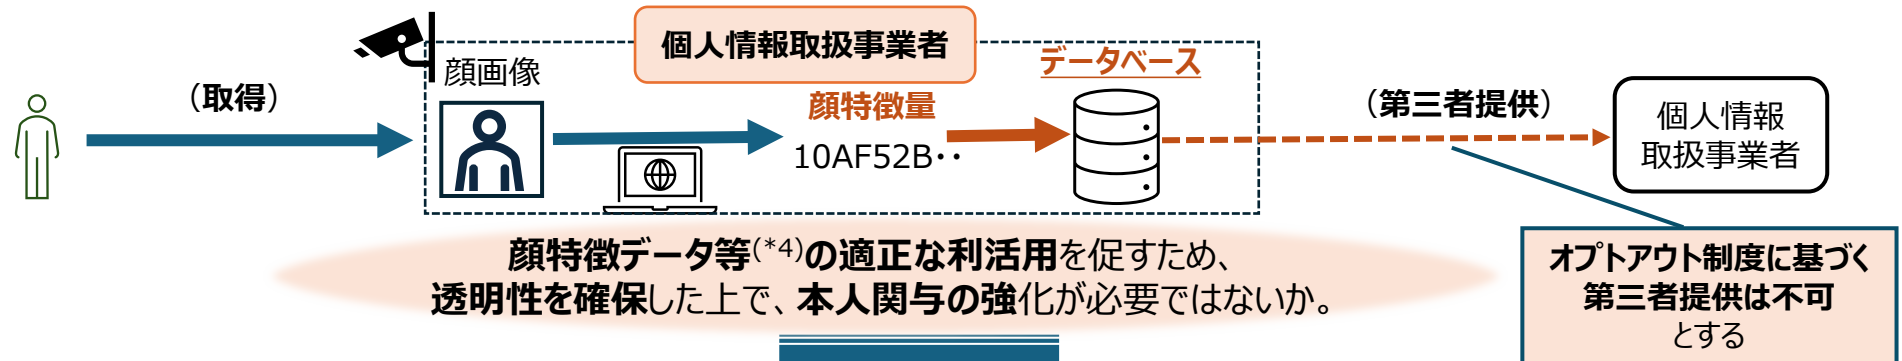 個人情報取扱事業者
顔画像
データベース
（取得）
顔特徴量
10AF52B・・
（第三者提供）
個人情報
取扱事業者
顔特徴データ等(*4)の適正な利活用を促すため、
透明性を確保した上で、本人関与の強化が必要ではないか。
オプトアウト制度に基づく
第三者提供は不可
とする